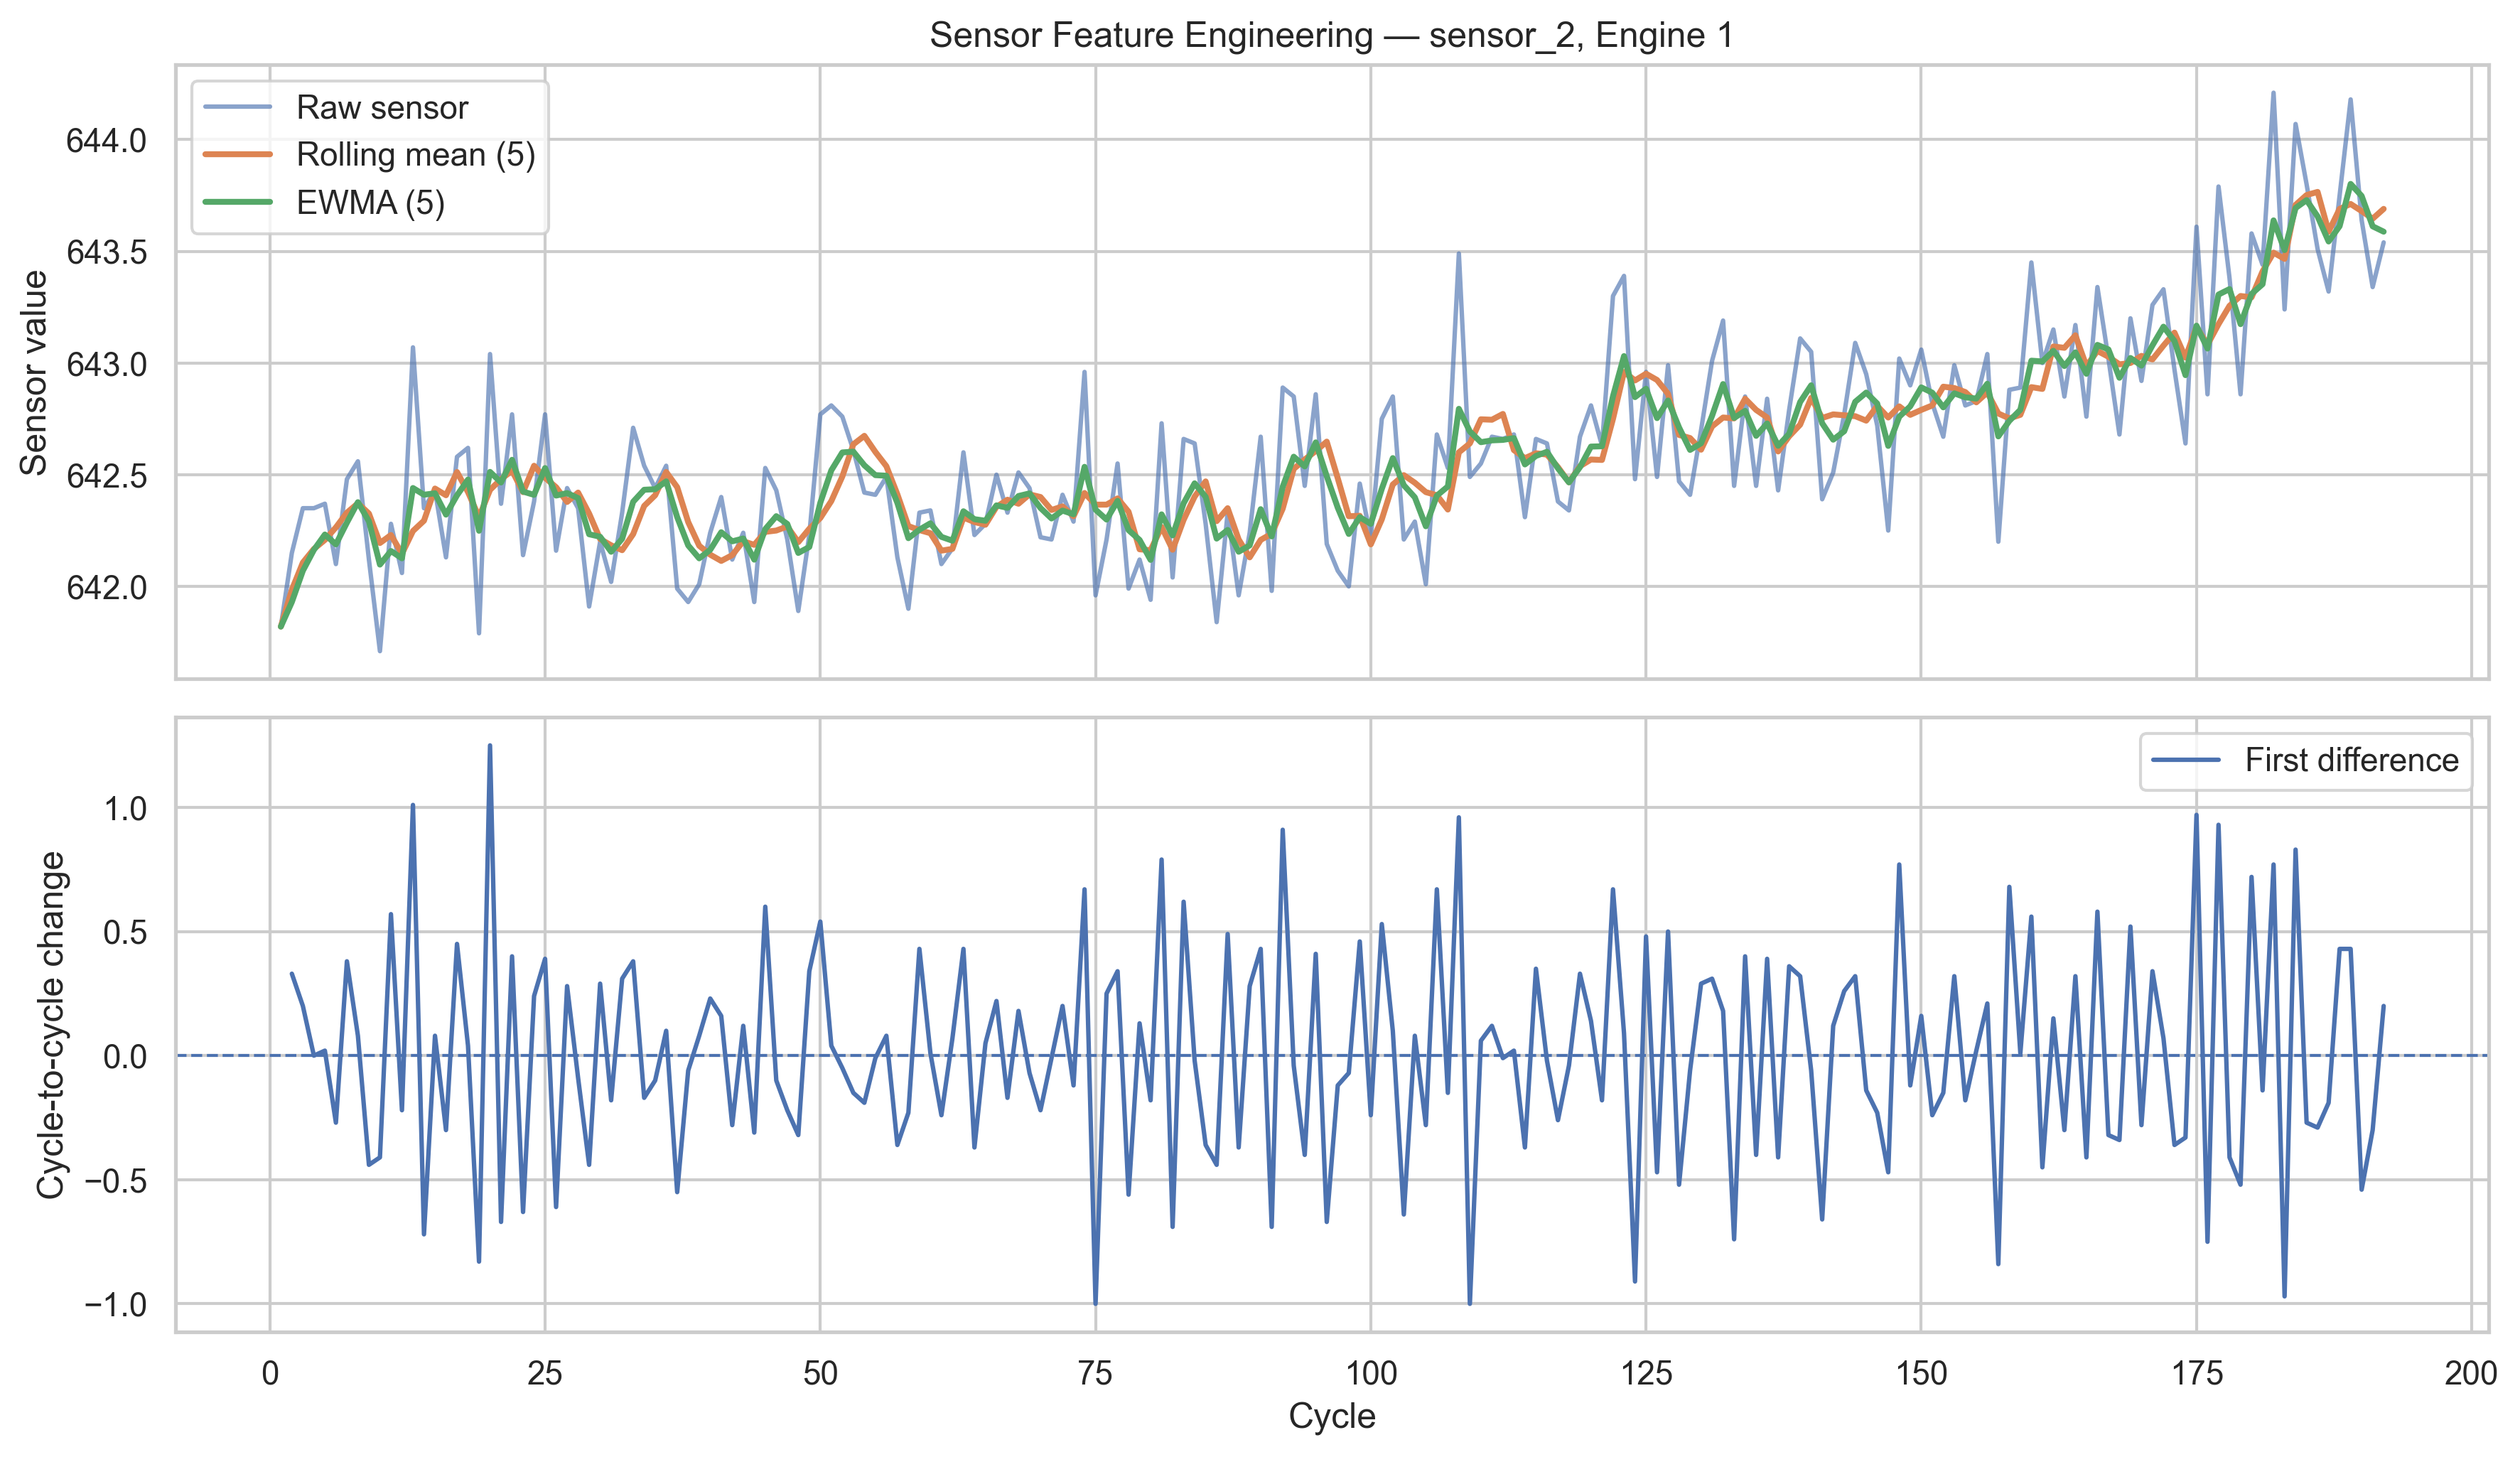 Sensor Feature Engineering — sensor_2, Engine 1
Raw sensor
Rolling mean (5)
EWMA (5)
Sensor value
644.0
643.5
643.0
642.5
642.0
First difference
Cycle-to-cycle change
1.0
0.5
0.0
−0.5
−1.0
0 25 50 75 100 125 150 175 200
Cycle